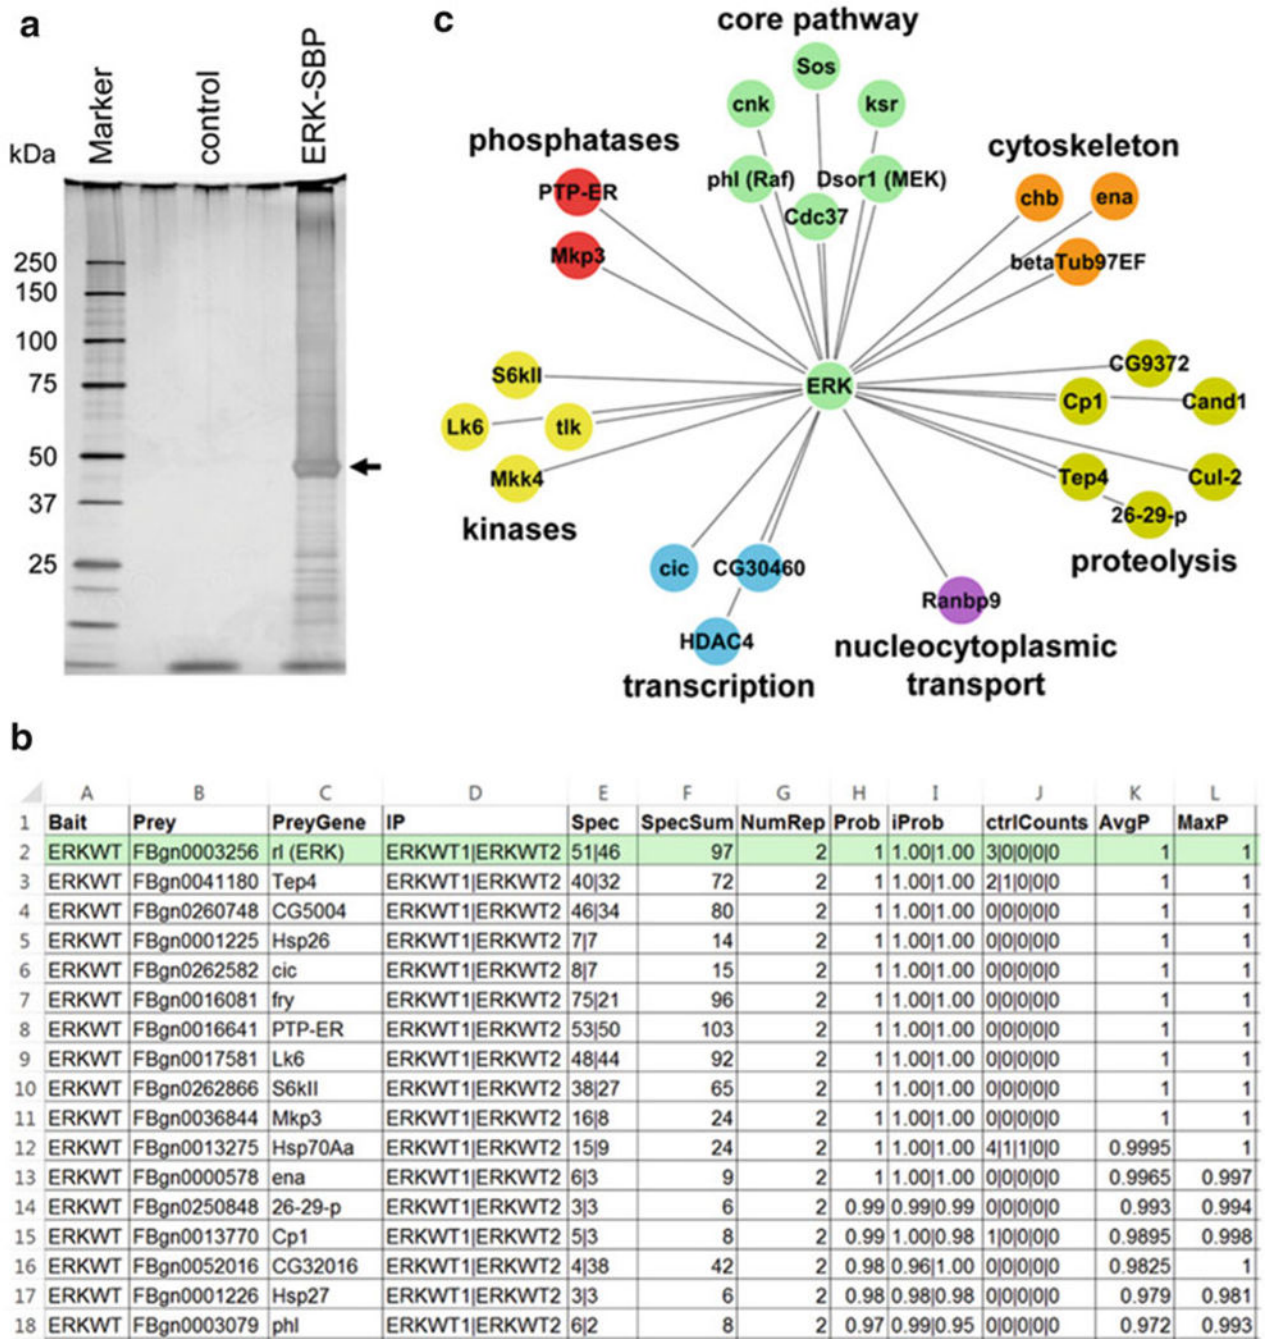 a
kDa
Marker
control
ERK-SBP
250
150
100
75
50
37
25
c
core pathway
Sos
cnk
ksr
phl (Raf)
Dsor1 (MEK)
Cdc37
phosphatases
PTP-ER
Mkp3
cytoskeleton
chb
ena
betaTub97EF
ERK
S6kII
Lk6
tlk
Mkk4
kinases
CG9372
Cp1
Cand1
Tep4
Cul-2
26-29-p
proteolysis
cic
CG30460
HDAC4
transcription
Ranbp9
nucleocytoplasmic
transport
b
A B C D E F G H I J K L
1 Bait Prey PreyGene IP Spec SpecSum NumRep Prob iProb ctrlCounts AvgP MaxP
2 ERKWT FBgn0003256 rl (ERK) ERKWT1|ERKWT2 51|46 97 2 1 1.00|1.00 3|0|0|0|0 1 1
3 ERKWT FBgn0041180 Tep4 ERKWT1|ERKWT2 40|32 72 2 1 1.00|1.00 2|1|0|0|0 1 1
4 ERKWT FBgn0260748 CG5004 ERKWT1|ERKWT2 46|34 80 2 1 1.00|1.00 0|0|0|0|0 1 1
5 ERKWT FBgn0001225 Hsp26 ERKWT1|ERKWT2 7|7 14 2 1 1.00|1.00 0|0|0|0|0 1 1
6 ERKWT FBgn0262582 cic ERKWT1|ERKWT2 8|7 15 2 1 1.00|1.00 0|0|0|0|0 1 1
7 ERKWT FBgn0016081 fry ERKWT1|ERKWT2 75|21 96 2 1 1.00|1.00 0|0|0|0|0 1 1
8 ERKWT FBgn0016641 PTP-ER ERKWT1|ERKWT2 53|50 103 2 1 1.00|1.00 0|0|0|0|0 1 1
9 ERKWT FBgn0017581 Lk6 ERKWT1|ERKWT2 48|44 92 2 1 1.00|1.00 0|0|0|0|0 1 1
10 ERKWT FBgn0262866 S6kII ERKWT1|ERKWT2 38|27 65 2 1 1.00|1.00 0|0|0|0|0 1 1
11 ERKWT FBgn0036844 Mkp3 ERKWT1|ERKWT2 16|8 24 2 1 1.00|1.00 0|0|0|0|0 1 1
12 ERKWT FBgn0013275 Hsp70Aa ERKWT1|ERKWT2 15|9 24 2 1 1.00|1.00 4|1|1|0|0 0.9995 1
13 ERKWT FBgn0000578 ena ERKWT1|ERKWT2 6|3 9 2 1 1.00|1.00 0|0|0|0|0 0.9965 0.997
14 ERKWT FBgn0250848 26-29-p ERKWT1|ERKWT2 3|3 6 2 0.99 0.99|0.99 0|0|0|0|0 0.993 0.994
15 ERKWT FBgn0013770 Cp1 ERKWT1|ERKWT2 5|3 8 2 0.99 1.00|0.98 1|0|0|0|0 0.9895 0.998
16 ERKWT FBgn0052016 CG32016 ERKWT1|ERKWT2 4|38 42 2 0.98 0.96|1.00 0|0|0|0|0 0.9825 1
17 ERKWT FBgn0001226 Hsp27 ERKWT1|ERKWT2 3|3 6 2 0.98 0.98|0.98 0|0|0|0|0 0.979 0.981
18 ERKWT FBgn0003079 phl ERKWT1|ERKWT2 6|2 8 2 0.97 0.99|0.95 0|0|0|0|0 0.972 0.993